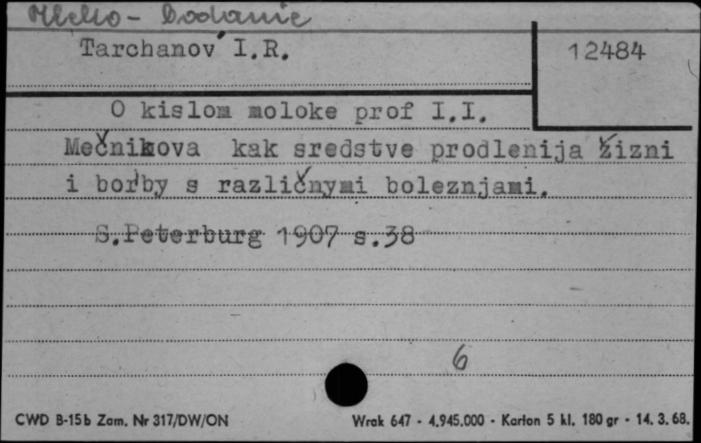 Mleko - badanie
Tarchanov I.R.
12484
O kislom moloke prof I.I.
Mečnikova kak sredstve prodlenija žizni
i bor'by s različnymi boleznjami.
S.Peterburg 1907 s.38
6
CWD B-15b Zam. Nr 317/DW/ON
Wrak 647 - 4.945.000 - Karton 5 kl. 180 gr - 14.3.68.